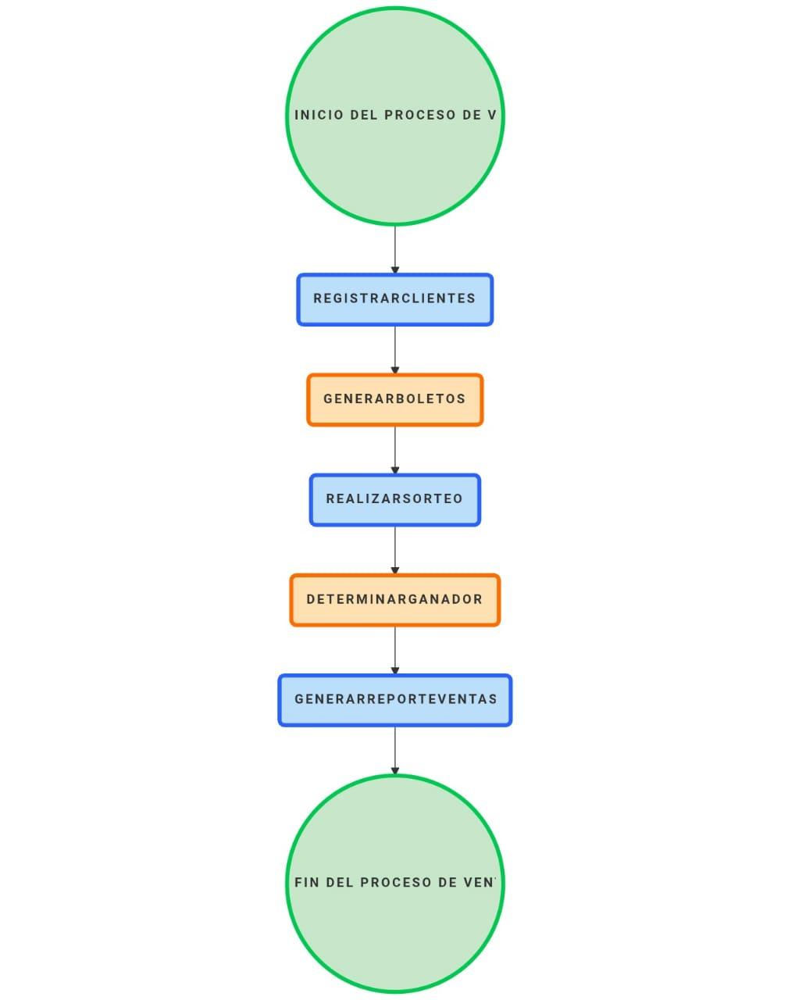 INICIO DEL PROCESO DE V
REGISTRARCLIENTES
GENERARBOLETOS
REALIZARSORTEO
DETERMINARGANADOR
GENERARREPORTEVENTAS
FIN DEL PROCESO DE VEN